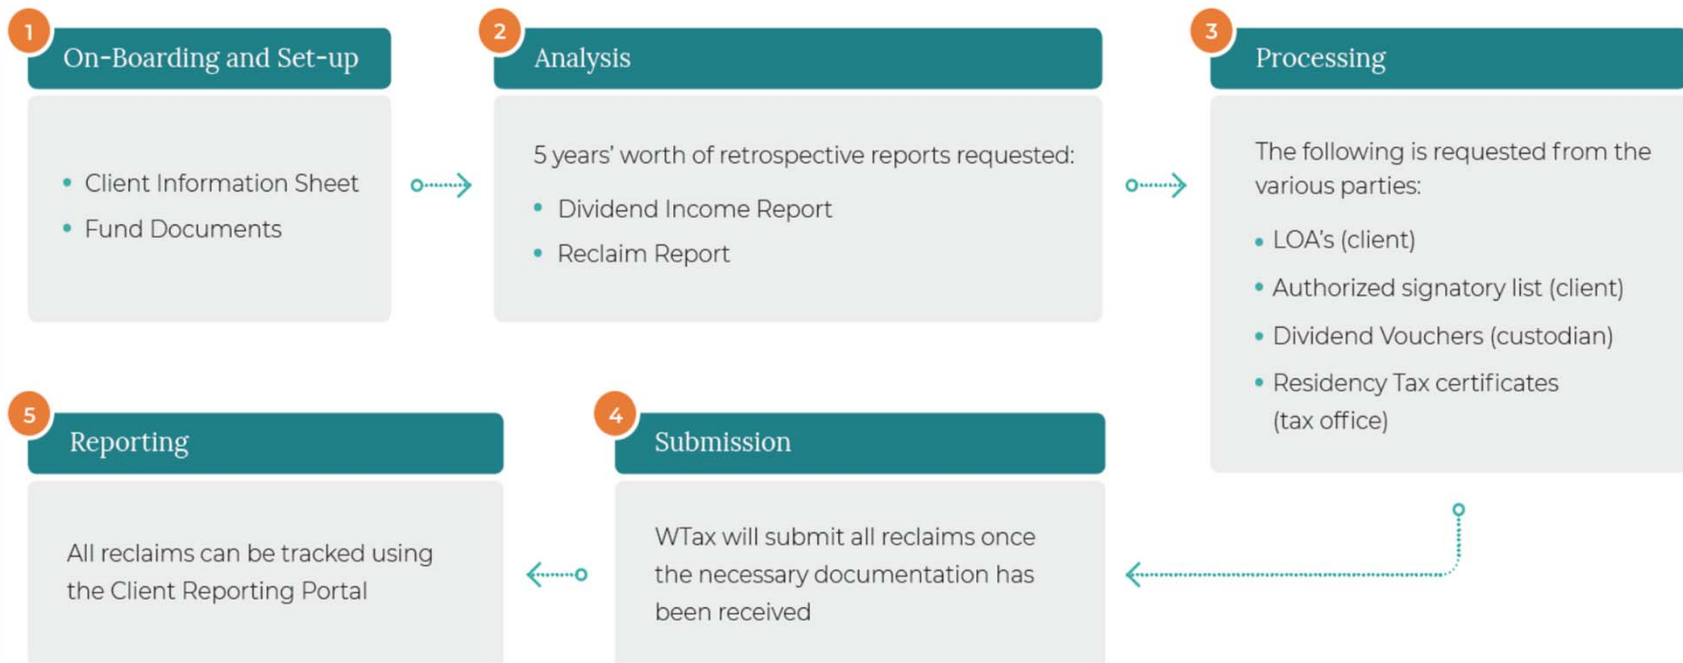 1
On-Boarding and Set-up
• Client Information Sheet
• Fund Documents
2
Analysis
5 years’ worth of retrospective reports requested:
• Dividend Income Report
• Reclaim Report
3
Processing
The following is requested from the
various parties:
• LOA’s (client)
• Authorized signatory list (client)
• Dividend Vouchers (custodian)
• Residency Tax certificates
(tax office)
4
Submission
WTax will submit all reclaims once
the necessary documentation has
been received
5
Reporting
All reclaims can be tracked using
the Client Reporting Portal